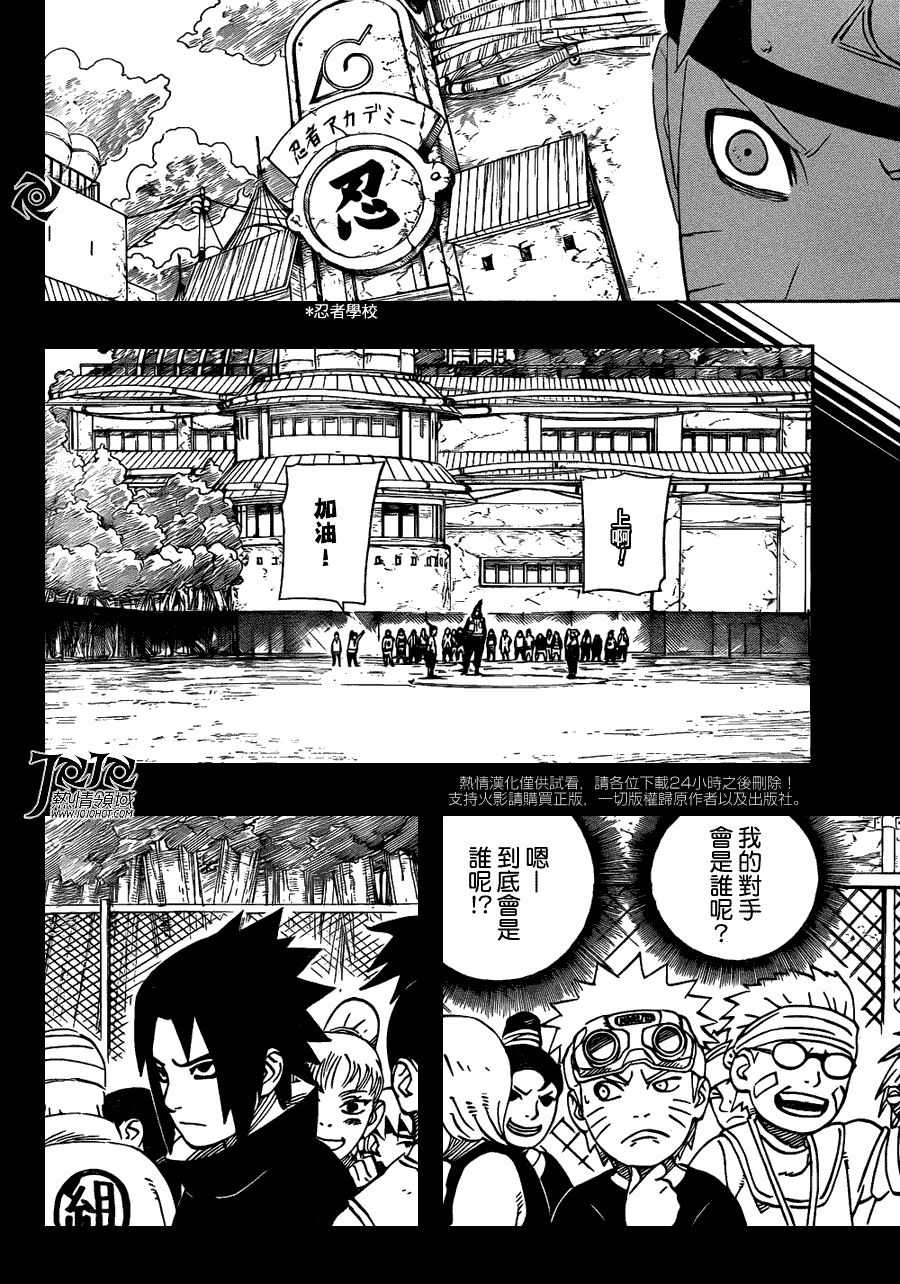 忍者アカデミー
忍
*忍者學校
上啊!
加油!
JOJO
熱情領域
WWW.JOJOHOT.COM
熱情漢化僅供試看，請各位下載24小時之後刪除！
支持火影請購買正版，一切版權歸原作者以及出版社。
我的對手
會是誰呢?
嗯—
到底會是
誰呢!?
組